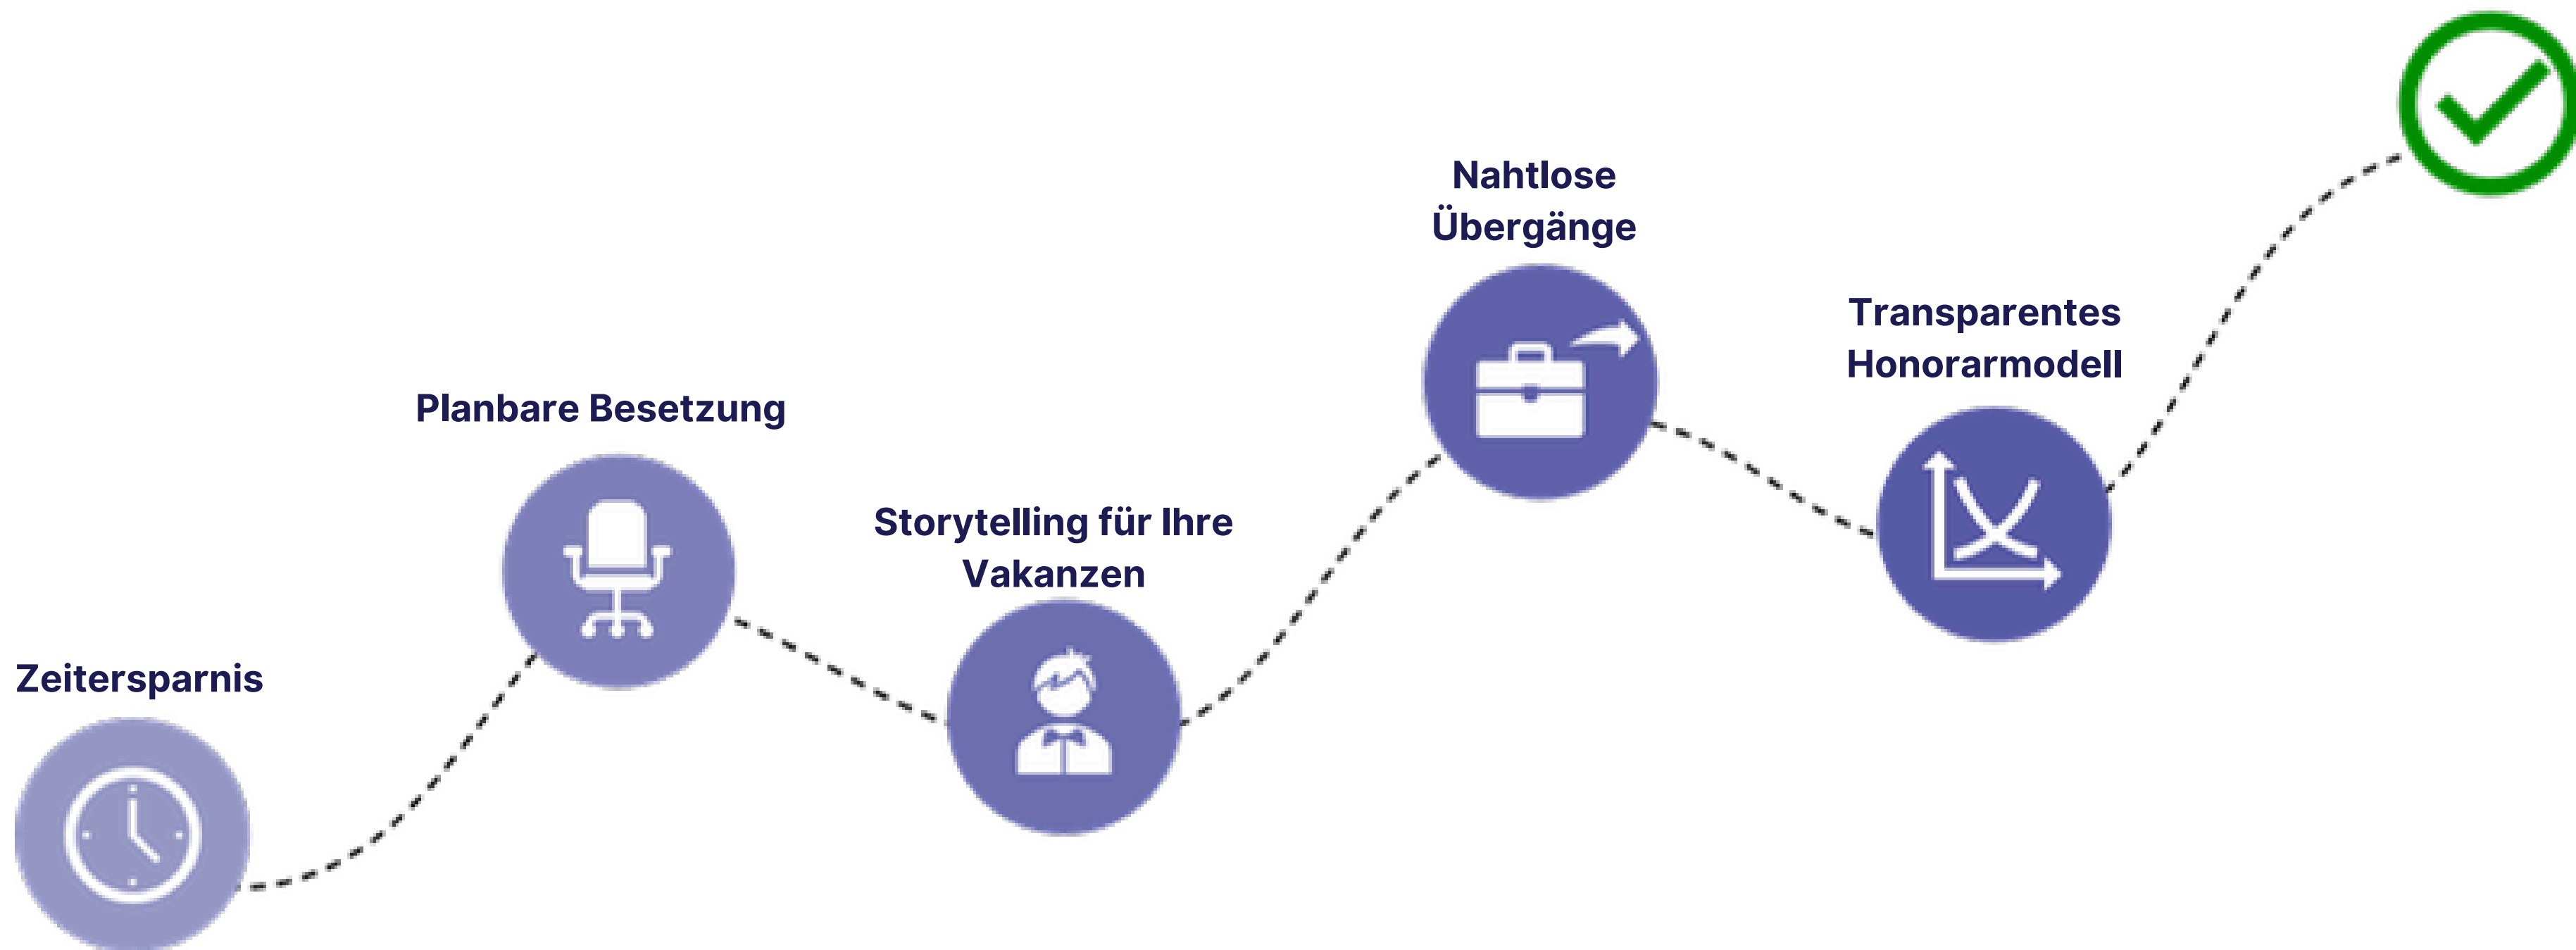 Zeitersparnis
Planbare Besetzung
Storytelling für Ihre
Vakanzen
Nahtlose
Übergänge
Transparentes
Honorarmodell